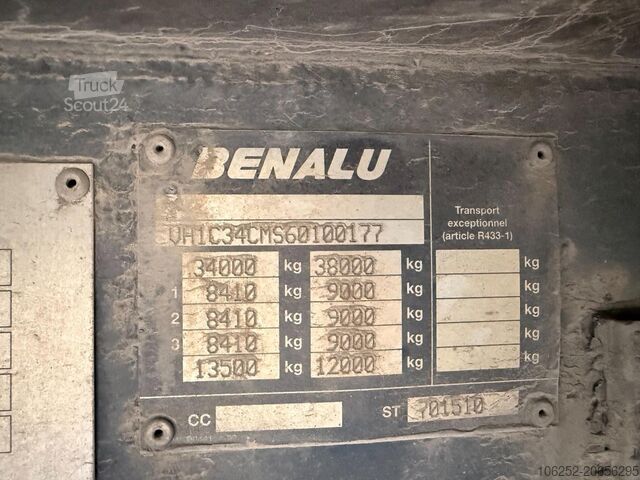 Truck
Scout24
BENALU
VH1C34CMS60100177
Transport
exceptionnel
(article R433-1)
34000 kg 38000 kg kg
1 8410 kg 9000 kg kg
2 8410 kg 9000 kg kg
3 8410 kg 9000 kg kg
13500 kg 12000 kg kg
CC ST 701510
106252-20056295